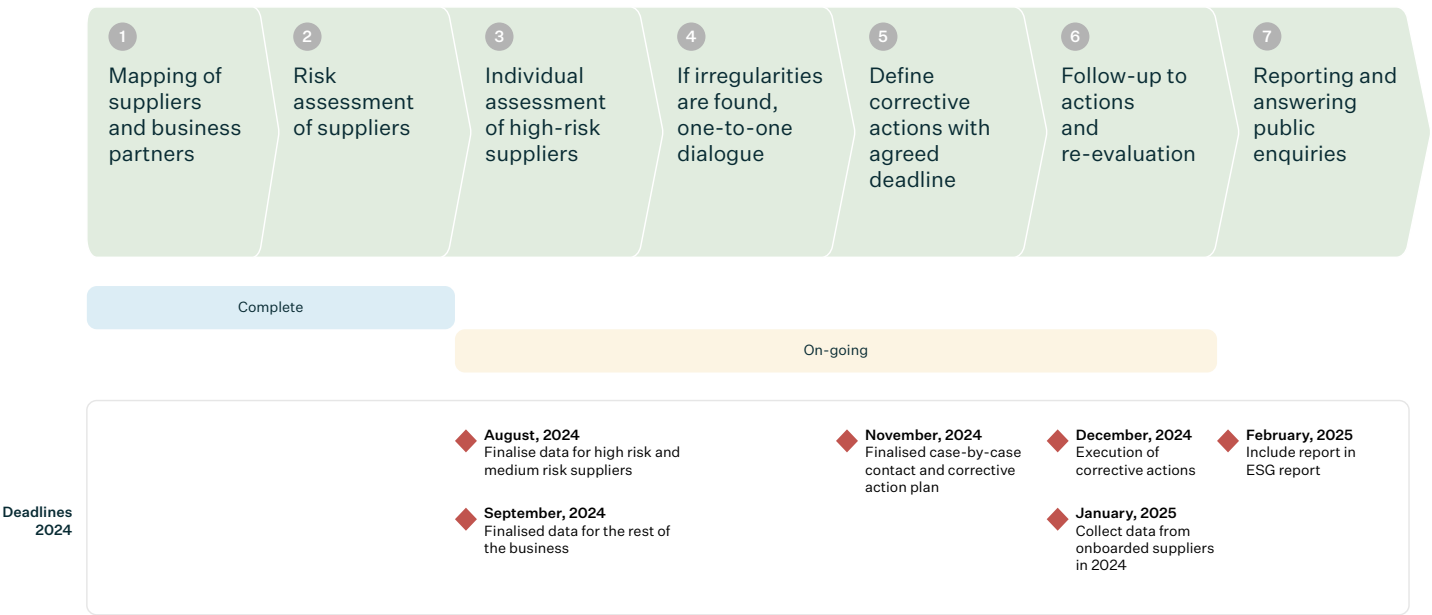 1
Mapping of
suppliers
and business
partners
2
Risk
assessment
of suppliers
3
Individual
assessment
of high-risk
suppliers
4
If irregularities
are found,
one-to-one
dialogue
5
Define
corrective
actions with
agreed
deadline
6
Follow-up to
actions
and
re-evaluation
7
Reporting and
answering
public
enquiries
Complete
On-going
Deadlines
2024
August, 2024
Finalise data for high risk and
medium risk suppliers
September, 2024
Finalised data for the rest of
the business
November, 2024
Finalised case-by-case
contact and corrective
action plan
December, 2024
Execution of
corrective actions
January, 2025
Collect data from
onboarded suppliers
in 2024
February, 2025
Include report in
ESG report